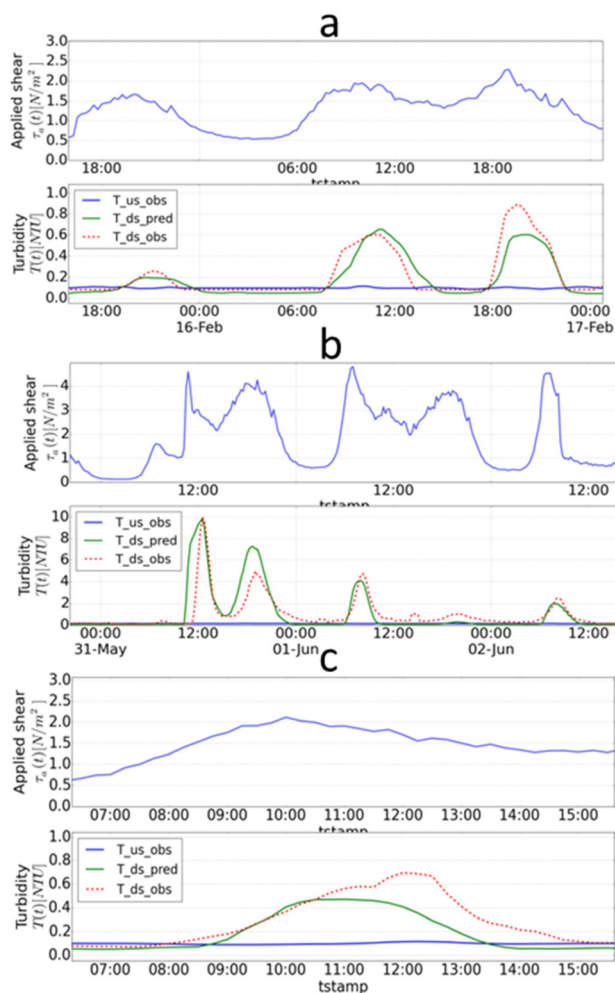 a
Applied shear
τₐ(t)[N/m²]
3.0
2.5
2.0
1.5
1.0
0.5
0.0
18:00 06:00 12:00 18:00
tstamp
Turbidity
T(t)[NTU]
1.0
0.8
0.6
0.4
0.2
0.0
T_us_obs
T_ds_pred
T_ds_obs
18:00 00:00 06:00 12:00 18:00 00:00
16-Feb 17-Feb
b
Applied shear
τₐ(t)[N/m²]
4
3
2
1
0
12:00 12:00 12:00
tstamp
Turbidity
T(t)[NTU]
10
8
6
4
2
0
T_us_obs
T_ds_pred
T_ds_obs
00:00 12:00 00:00 12:00 00:00 12:00
31-May 01-Jun 02-Jun
c
Applied shear
τₐ(t)[N/m²]
3.0
2.5
2.0
1.5
1.0
0.5
0.0
07:00 08:00 09:00 10:00 11:00 12:00 13:00 14:00 15:00
tstamp
Turbidity
T(t)[NTU]
1.0
0.8
0.6
0.4
0.2
0.0
T_us_obs
T_ds_pred
T_ds_obs
07:00 08:00 09:00 10:00 11:00 12:00 13:00 14:00 15:00
tstamp